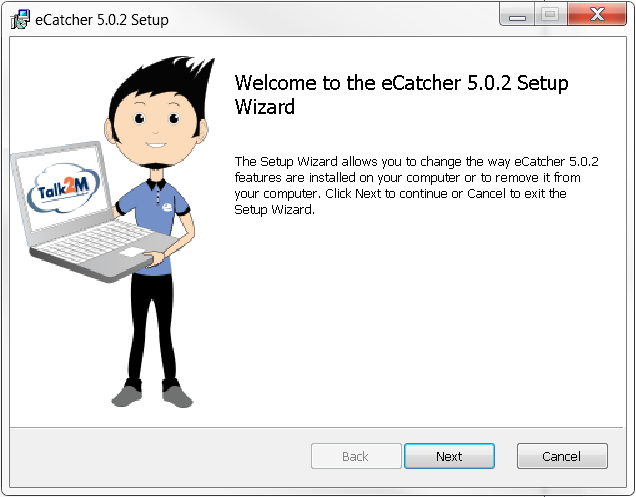 eCatcher 5.0.2 Setup
Welcome to the eCatcher 5.0.2 Setup
Wizard
Talk2M
The Setup Wizard allows you to change the way eCatcher 5.0.2
features are installed on your computer or to remove it from
your computer. Click Next to continue or Cancel to exit the
Setup Wizard.
Back
Next
Cancel